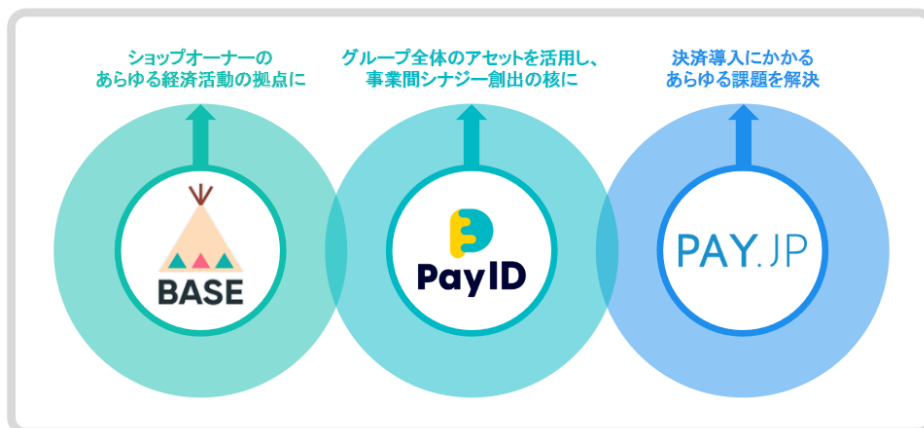 ショップオーナーの
あらゆる経済活動の拠点に
グループ全体のアセットを活用し、
事業間シナジー創出の核に
決済導入にかかる
あらゆる課題を解決
BASE
PayID
PAY.JP